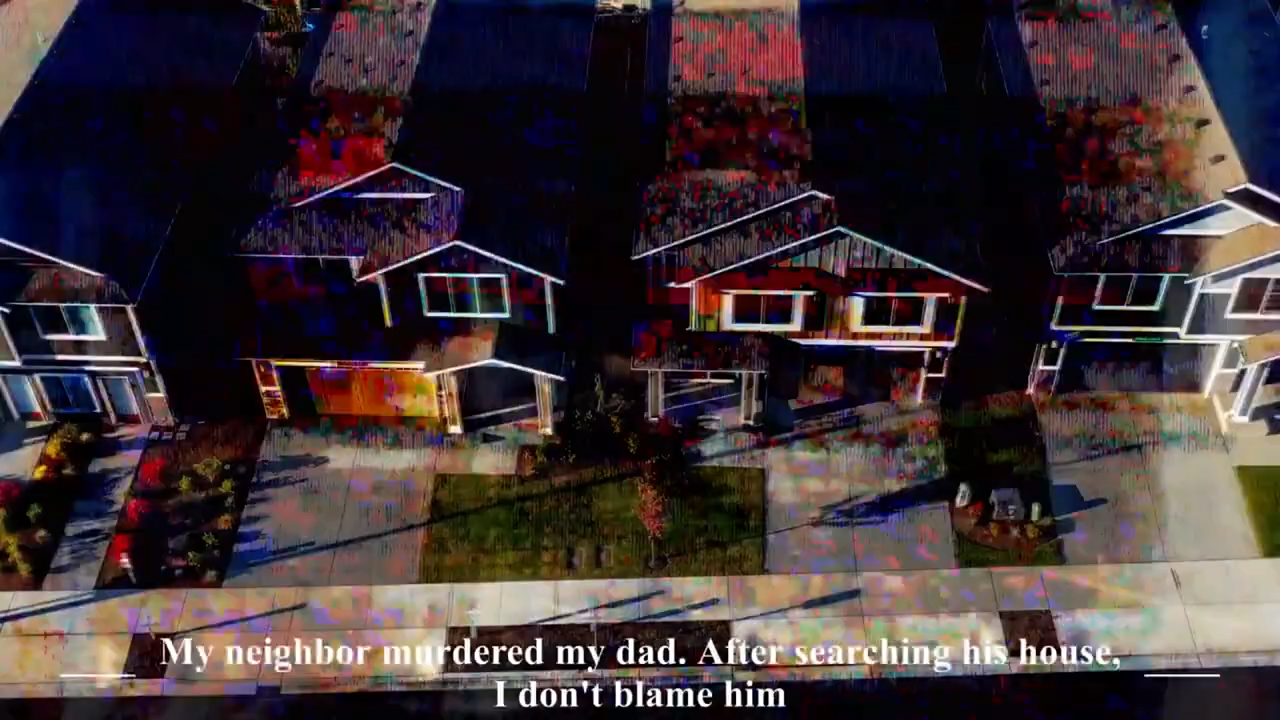 My neighbor murdered my dad. After searching his house,
I don't blame him